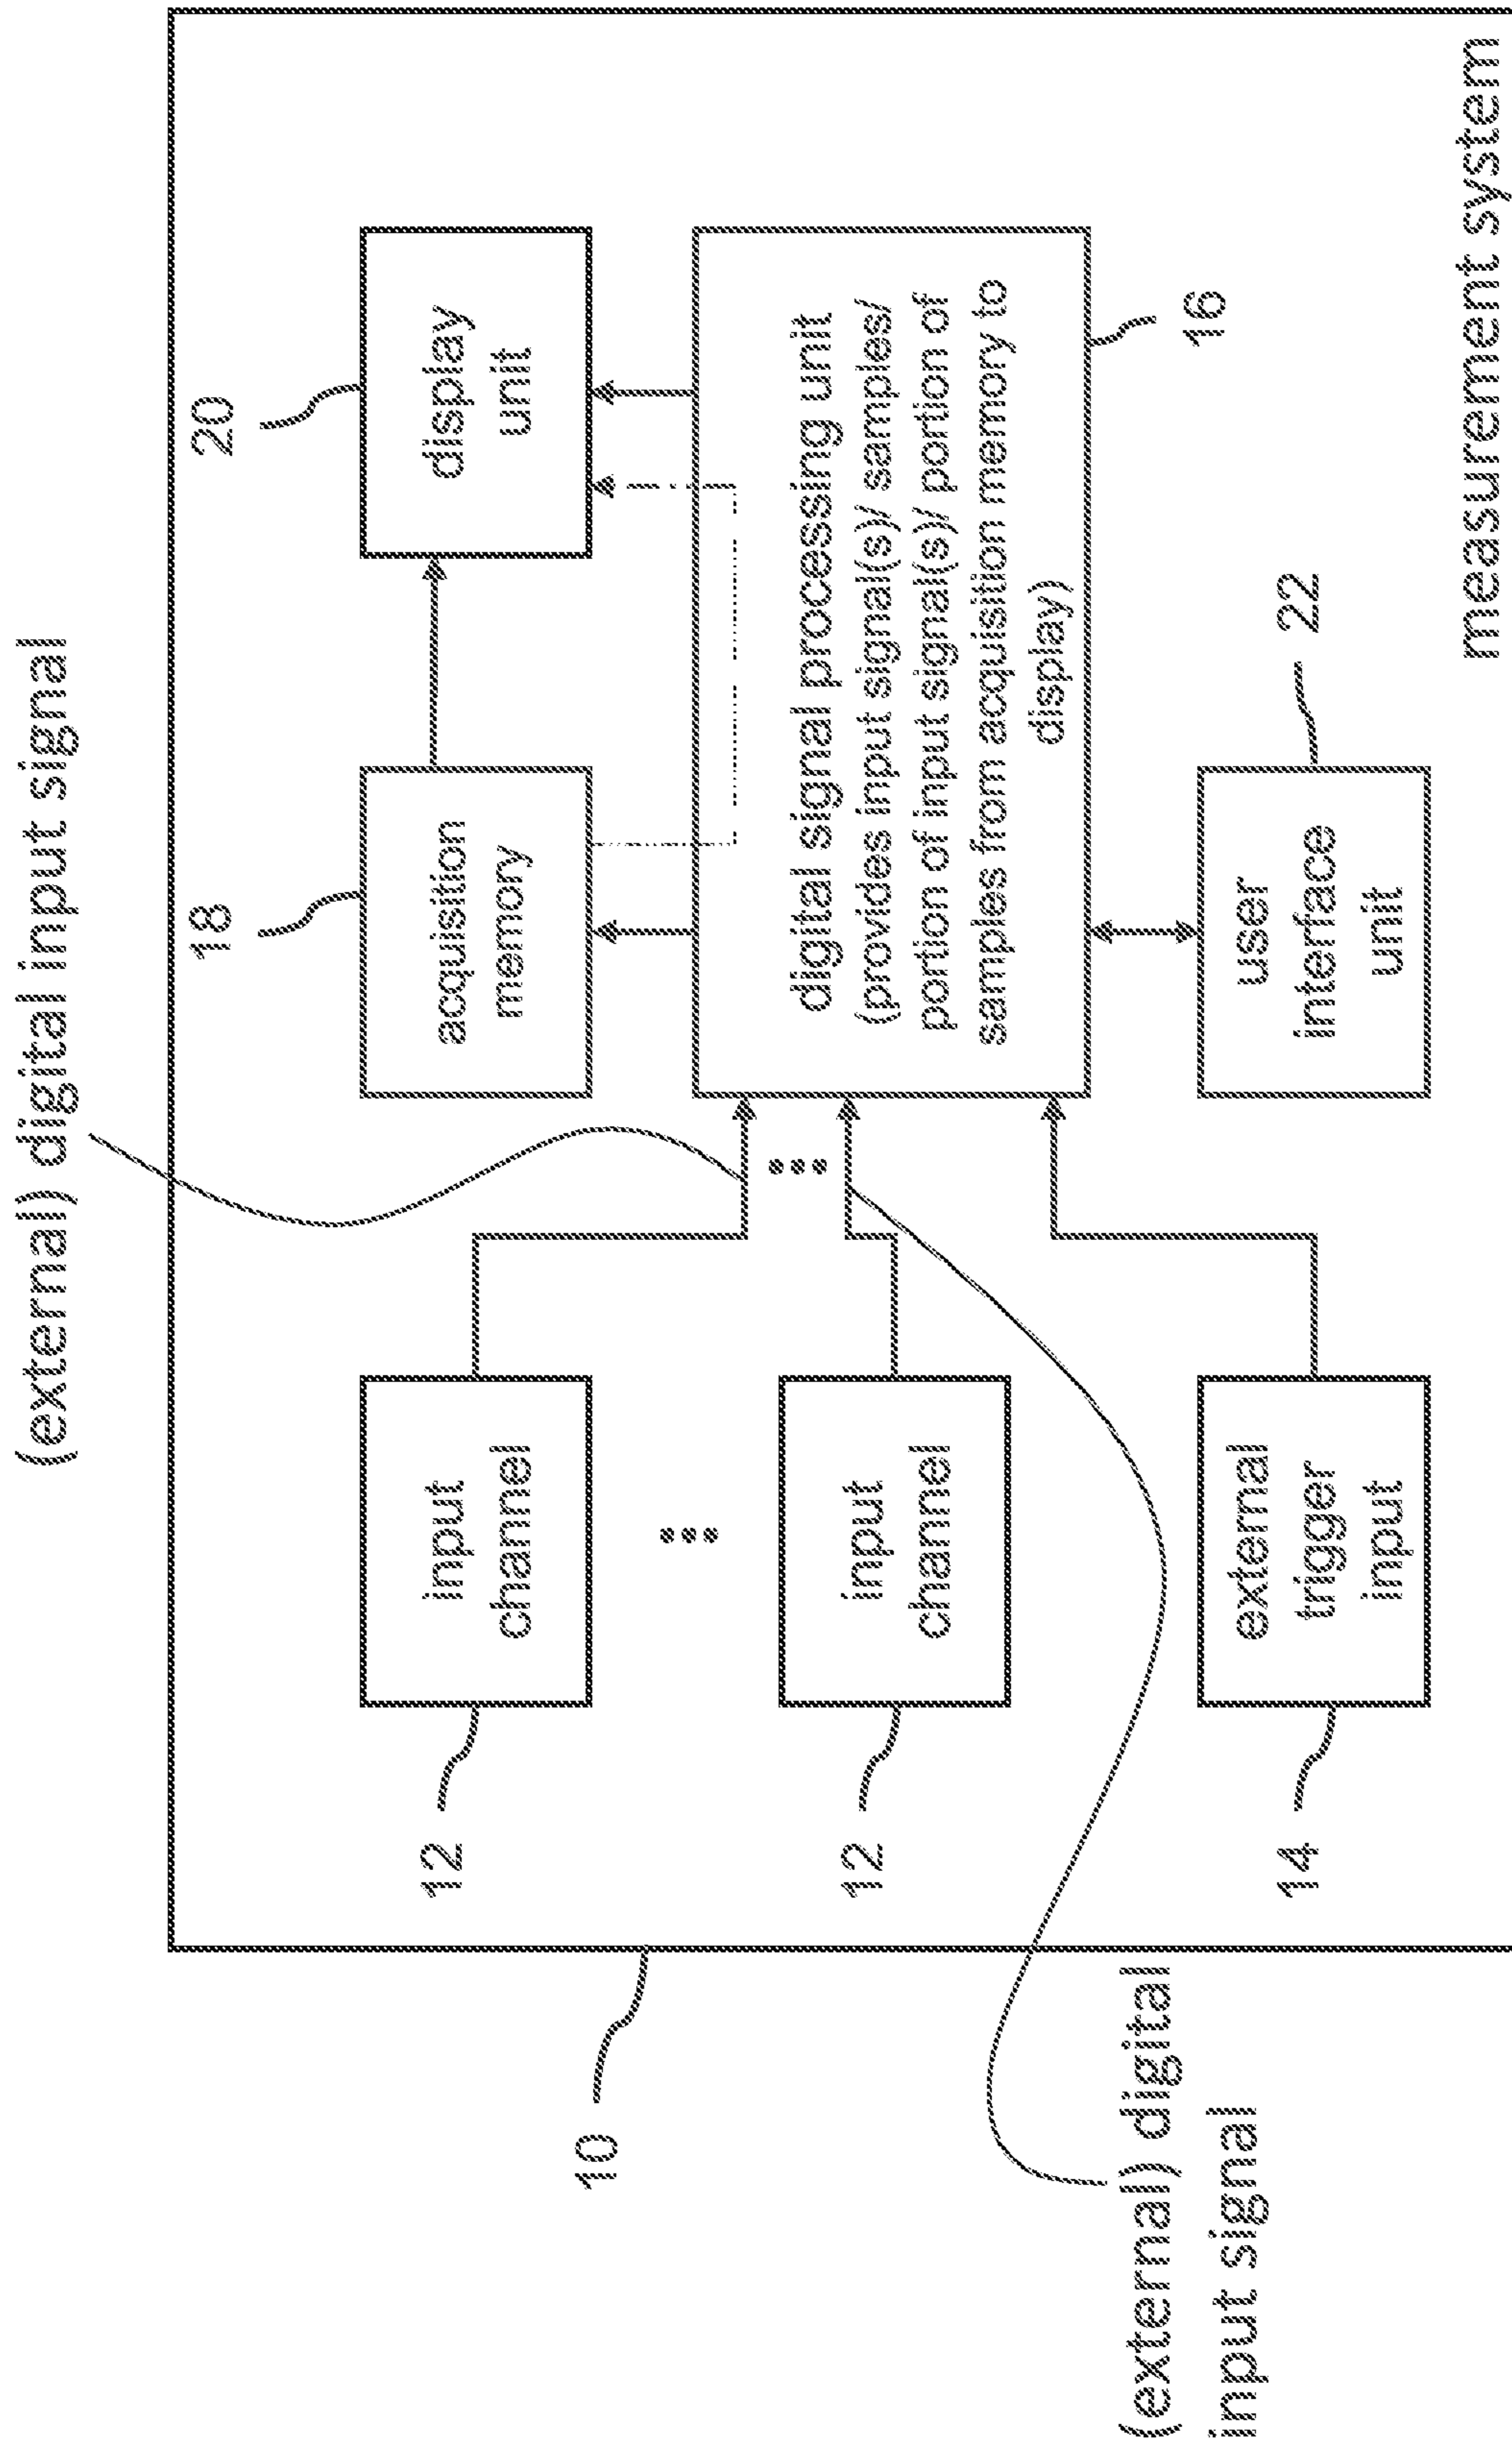 (external) digital input signal
18
20
12
input
channel
acquisition
memory
display
unit
10
12
input
channel
digital signal processing unit
(provides input signal(s)/ samples/
portion of input signal(s)/ portion of
samples from acquisition memory to
display)
16
(external) digital
input signal
14
external
trigger
input
user
interface
unit
22
measurement system